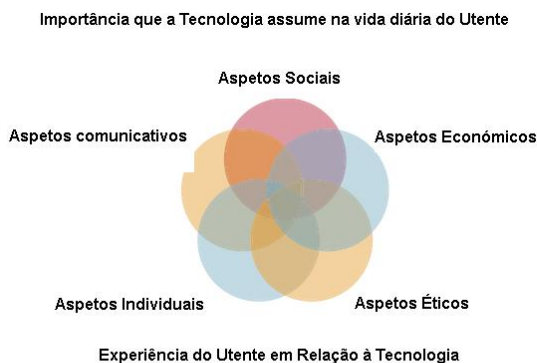 Importância que a Tecnologia assume na vida diária do Utente
Aspetos Sociais
Aspetos comunicativos
Aspetos Económicos
Aspetos Individuais
Aspetos Éticos
Experiência do Utente em Relação à Tecnologia